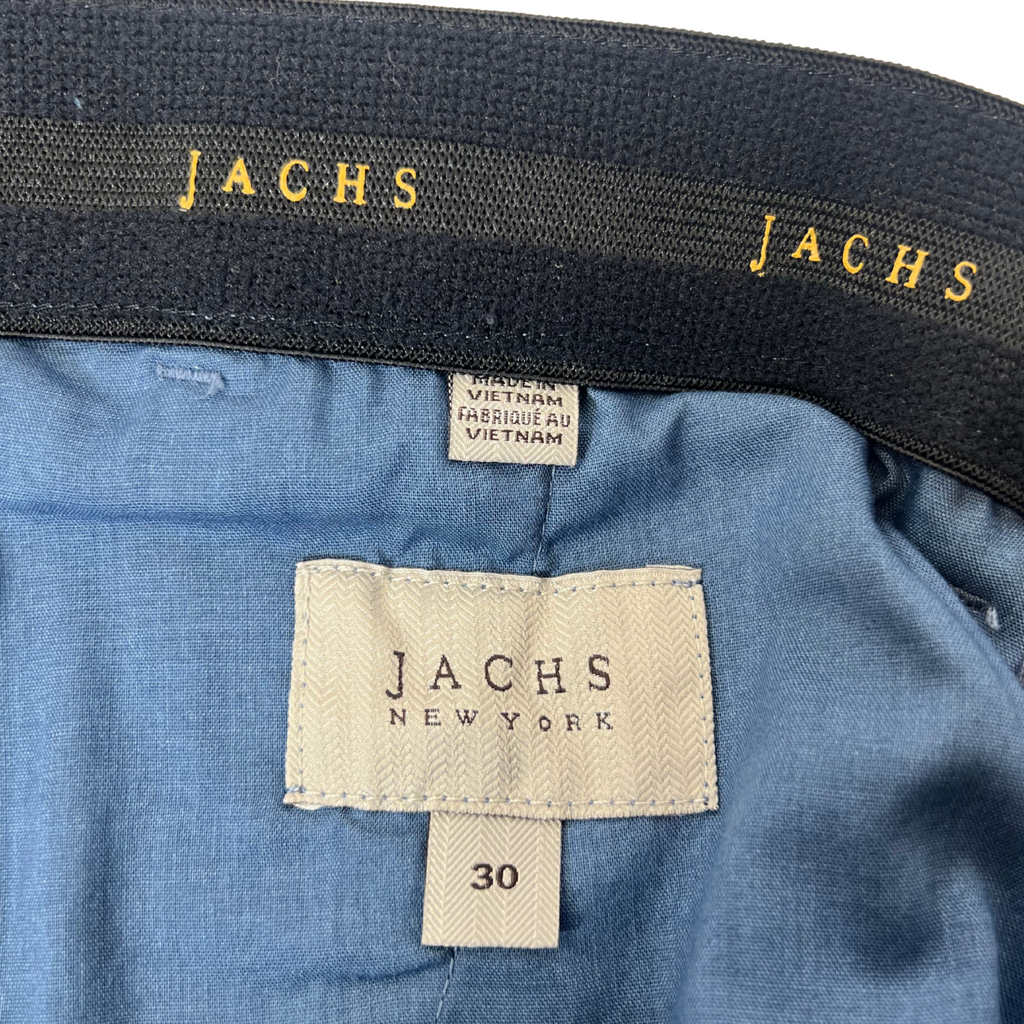 JACHS
JACHS
MADE IN
VIETNAM
FABRIQUÉ AU
VIETNAM
JACHS
NEW YORK
30